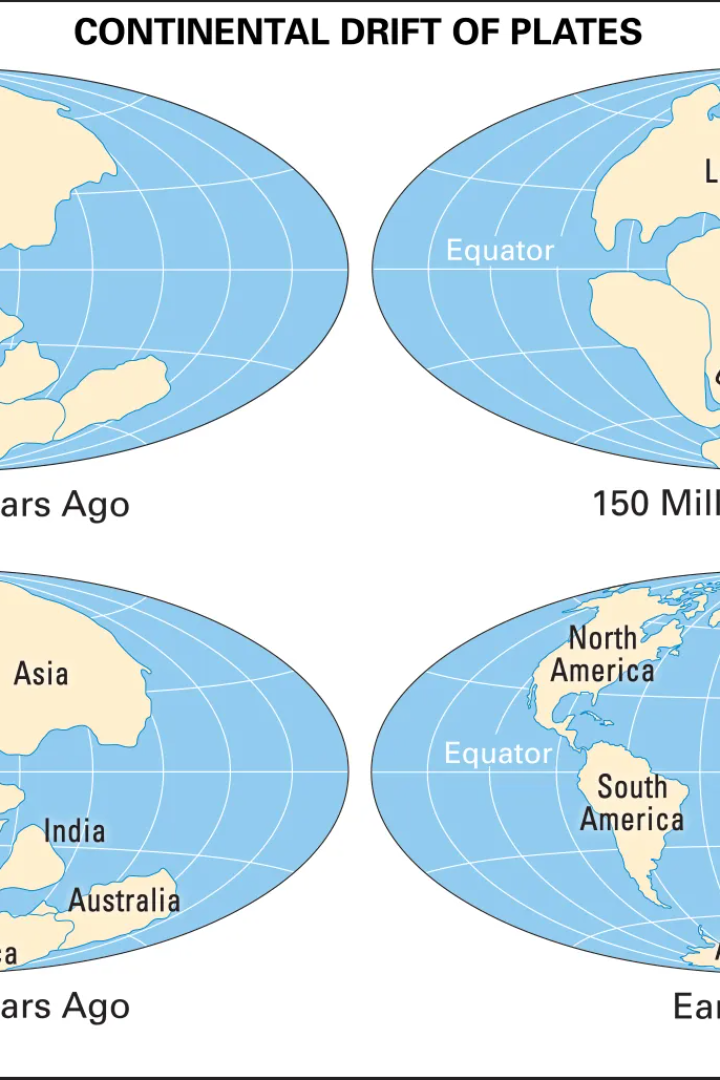 CONTINENTAL DRIFT OF PLATES
L
Equator
ars Ago
150 Mill
Asia
North
America
Equator
South
America
India
Australia
ca
ars Ago
Ear